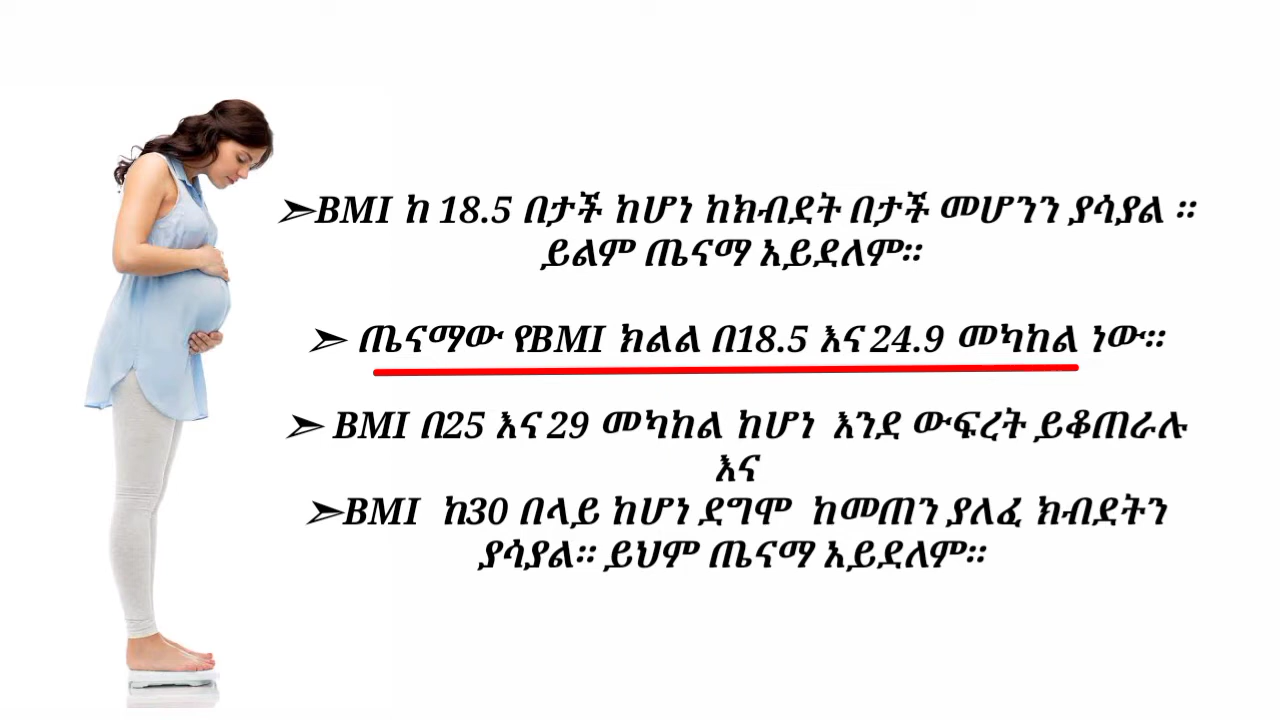 ➣BMI ከ 18.5 በታች ከሆነ ከክብደት በታች መሆንን ያሳያል ።
ይልም ጤናማ አይደለም።
➣ ጤናማው የBMI ክልል በ18.5 እና 24.9 መካከል ነው።
➣ BMI በ25 እና 29 መካከል ከሆነ እንደ ውፍረት ይቆጠራሉ
እና
➣BMI ከ30 በላይ ከሆነ ደግሞ ከመጠን ያለፈ ክብደትን
ያሳያል። ይህም ጤናማ አይደለም።